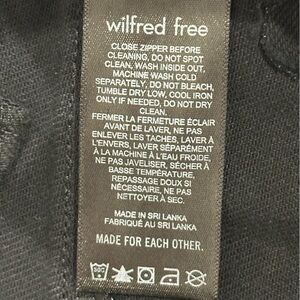 wilfred free
CLOSE ZIPPER BEFORE
CLEANING, DO NOT SPOT
CLEAN, WASH INSIDE OUT,
MACHINE WASH COLD
SEPARATELY, DO NOT BLEACH,
TUMBLE DRY LOW, COOL IRON
ONLY IF NEEDED, DO NOT DRY
CLEAN.
FERMER LA FERMETURE ÉCLAIR
AVANT DE LAVER, NE PAS
ENLEVER LES TACHES, LAVER À
L'ENVERS, LAVER SÉPARÉMENT
À LA MACHINE À L'EAU FROIDE,
NE PAS JAVELISER, SÉCHER À
BASSE TEMPÉRATURE,
REPASSAGE DOUX SI
NÉCESSAIRE, NE PAS
NETTOYER À SEC.
MADE IN SRI LANKA
FABRIQUÉ AU SRI LANKA
MADE FOR EACH OTHER.
30C